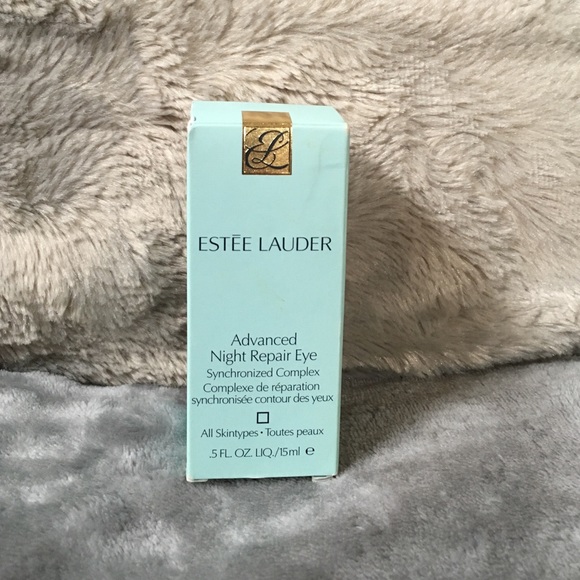 EL
ESTĒE LAUDER
Advanced
Night Repair Eye
Synchronized Complex
Complexe de réparation
synchronisée contour des yeux
All Skintypes • Toutes peaux
.5 FL. OZ. LIQ./15ml ℮